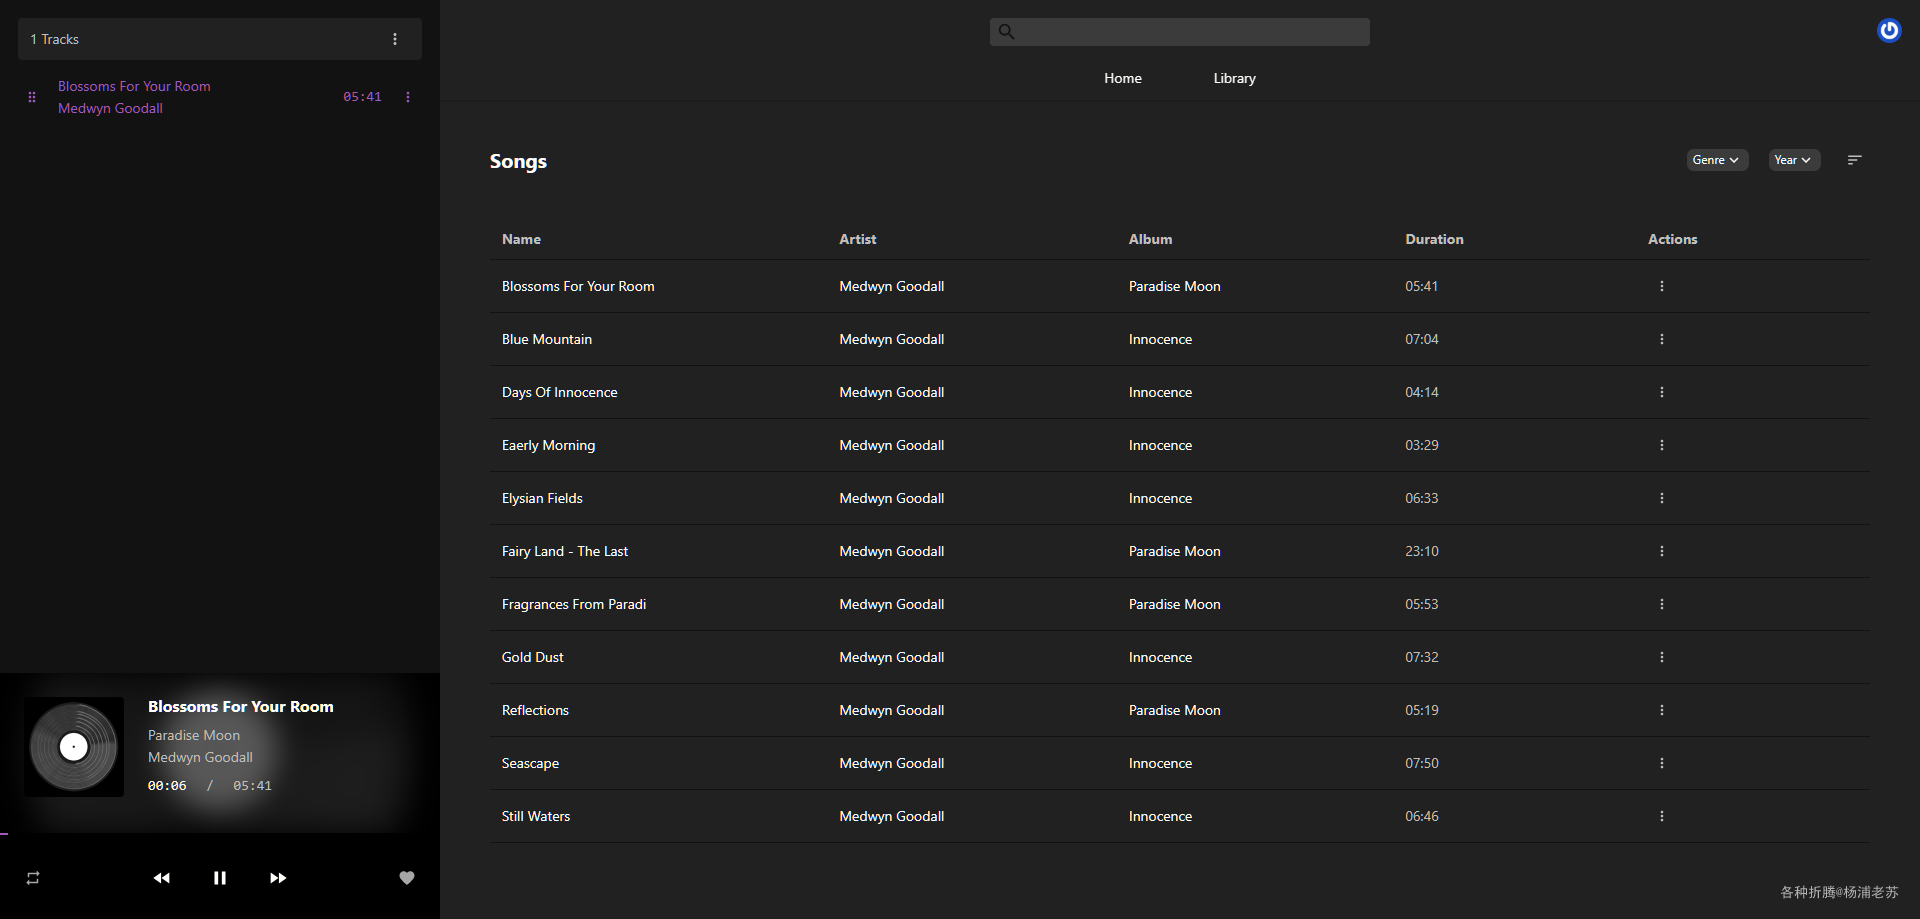 1 Tracks
Blossoms For Your Room
Medwyn Goodall
05:41
Blossoms For Your Room
Paradise Moon
Medwyn Goodall
00:06 / 05:41
Home Library
Songs
Genre Year
Name Artist Album Duration Actions
Blossoms For Your Room Medwyn Goodall Paradise Moon 05:41
Blue Mountain Medwyn Goodall Innocence 07:04
Days Of Innocence Medwyn Goodall Innocence 04:14
Eaerly Morning Medwyn Goodall Innocence 03:29
Elysian Fields Medwyn Goodall Innocence 06:33
Fairy Land - The Last Medwyn Goodall Paradise Moon 23:10
Fragrances From Paradi Medwyn Goodall Paradise Moon 05:53
Gold Dust Medwyn Goodall Innocence 07:32
Reflections Medwyn Goodall Paradise Moon 05:19
Seascape Medwyn Goodall Innocence 07:50
Still Waters Medwyn Goodall Innocence 06:46
各种折腾@杨浦老苏